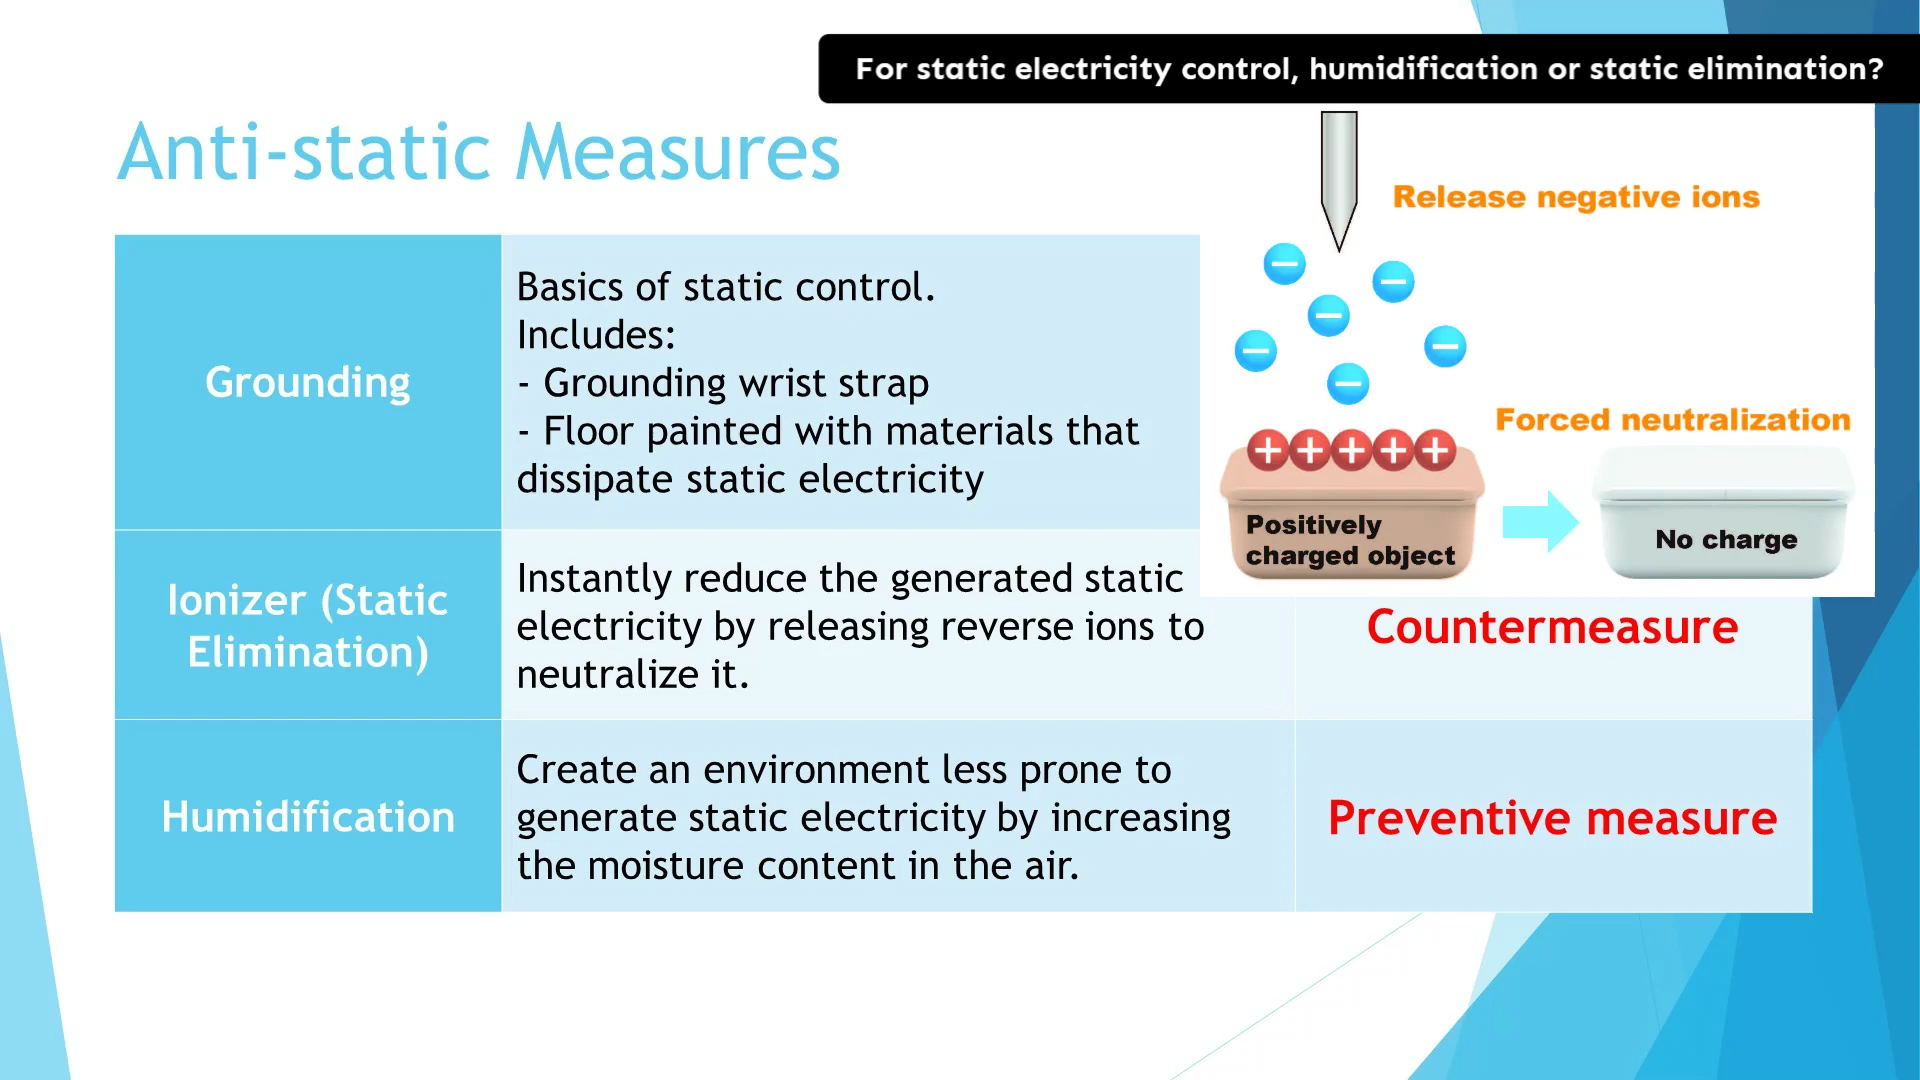 For static electricity control, humidification or static elimination?
Anti-static Measures
Release negative ions
Grounding
Basics of static control.
Includes:
- Grounding wrist strap
- Floor painted with materials that
dissipate static electricity
Forced neutralization
Positively
charged object
No charge
Ionizer (Static
Elimination)
Instantly reduce the generated static
electricity by releasing reverse ions to
neutralize it.
Countermeasure
Humidification
Create an environment less prone to
generate static electricity by increasing
the moisture content in the air.
Preventive measure